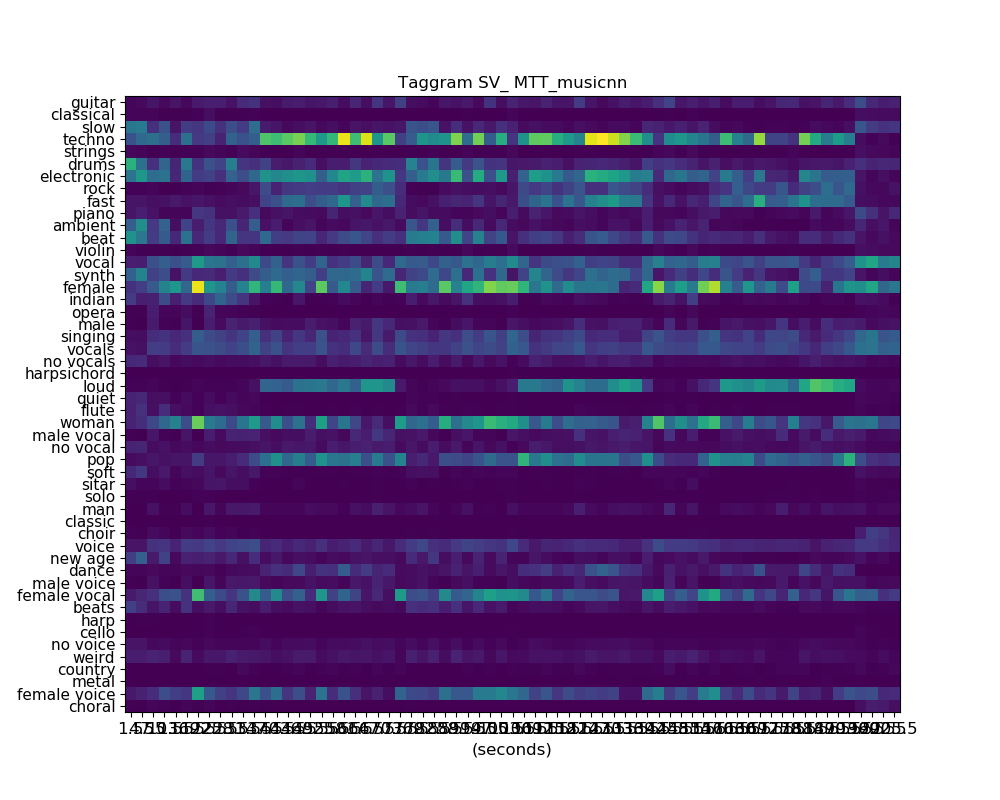 Taggram SV_ MTT_musicnn
guitar
classical
slow
techno
strings
drums
electronic
rock
fast
piano
ambient
beat
violin
vocal
synth
female
indian
opera
male
singing
vocals
no vocals
harpsichord
loud
quiet
flute
woman
male vocal
no vocal
pop
soft
sitar
solo
man
classic
choir
voice
new age
dance
male voice
female vocal
beats
harp
cello
no voice
weird
country
metal
female voice
choral
(seconds)